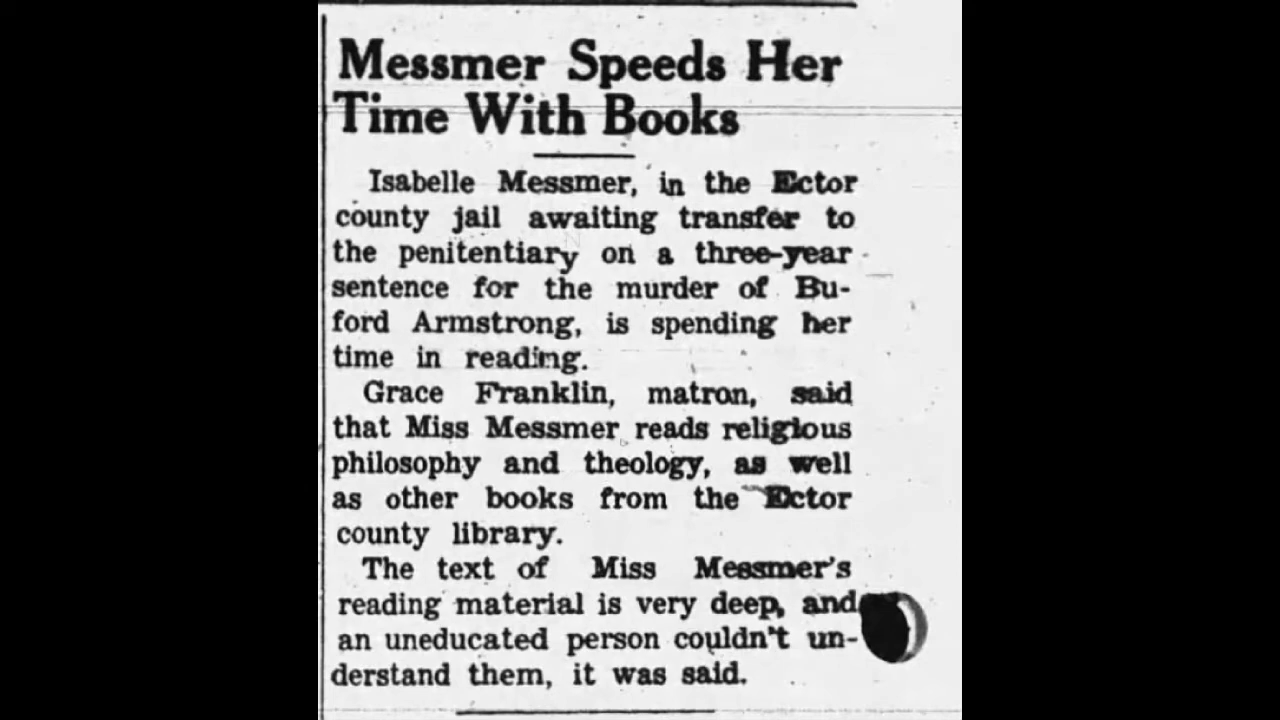 Messmer Speeds Her
Time With Books
Isabelle Messmer, in the Ector
county jail awaiting transfer to
the penitentiary on a three-year
sentence for the murder of Bu-
ford Armstrong, is spending her
time in reading.
Grace Franklin, matron, said
that Miss Messmer reads religious
philosophy and theology, as well
as other books from the Ector
county library.
The text of Miss Messmer's
reading material is very deep, and
an uneducated person couldn't un-
derstand them, it was said.